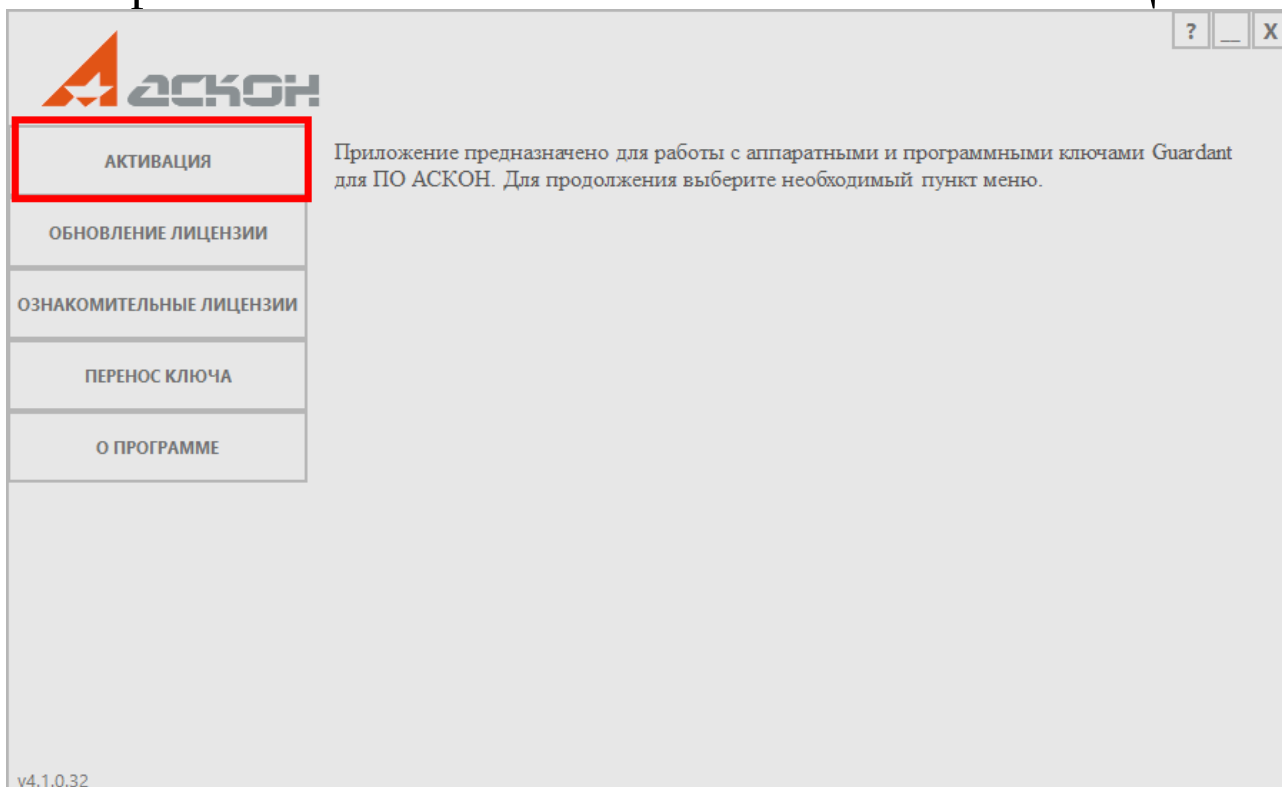 ? __ X
АСКОН
АКТИВАЦИЯ
Приложение предназначено для работы с аппаратными и программными ключами Guardant
для ПО АСКОН. Для продолжения выберите необходимый пункт меню.
ОБНОВЛЕНИЕ ЛИЦЕНЗИИ
ОЗНАКОМИТЕЛЬНЫЕ ЛИЦЕНЗИИ
ПЕРЕНОС КЛЮЧА
О ПРОГРАММЕ
v4.1.0.32